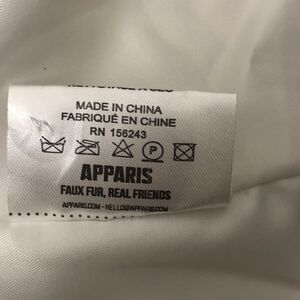 MADE IN CHINA
FABRIQUÉ EN CHINE
RN 156243
P
APPARIS
FAUX FUR, REAL FRIENDS
APPARIS.COM - HELLO@APPARIS.COM